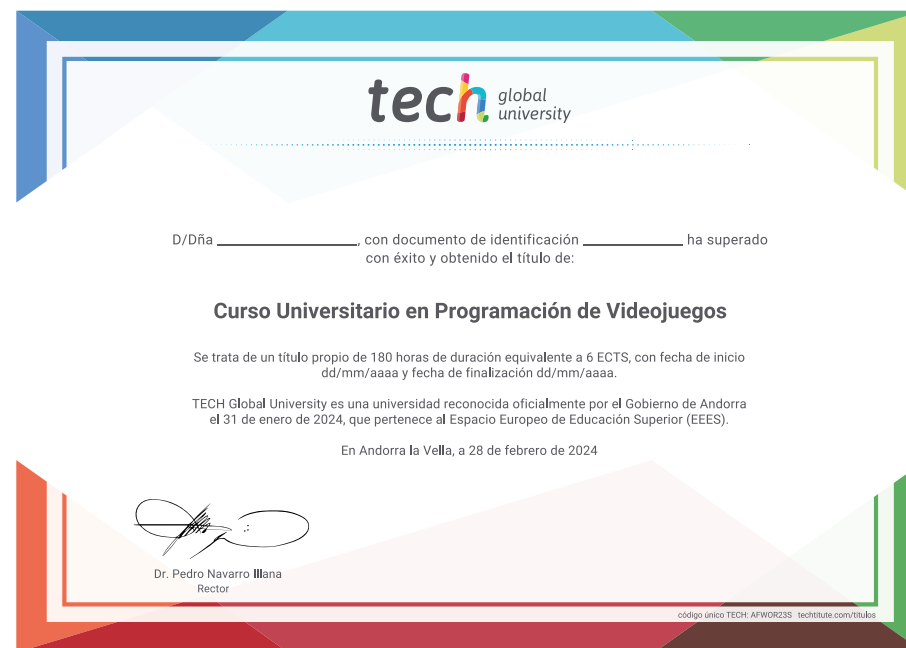 tech global university
D/Dña ____________________, con documento de identificación ______________ ha superado
con éxito y obtenido el título de:
Curso Universitario en Programación de Videojuegos
Se trata de un título propio de 180 horas de duración equivalente a 6 ECTS, con fecha de inicio
dd/mm/aaaa y fecha de finalización dd/mm/aaaa.
TECH Global University es una universidad reconocida oficialmente por el Gobierno de Andorra
el 31 de enero de 2024, que pertenece al Espacio Europeo de Educación Superior (EEES).
En Andorra la Vella, a 28 de febrero de 2024
Dr. Pedro Navarro Illana
Rector
código único TECH: AFWOR23S techtitute.com/titulos